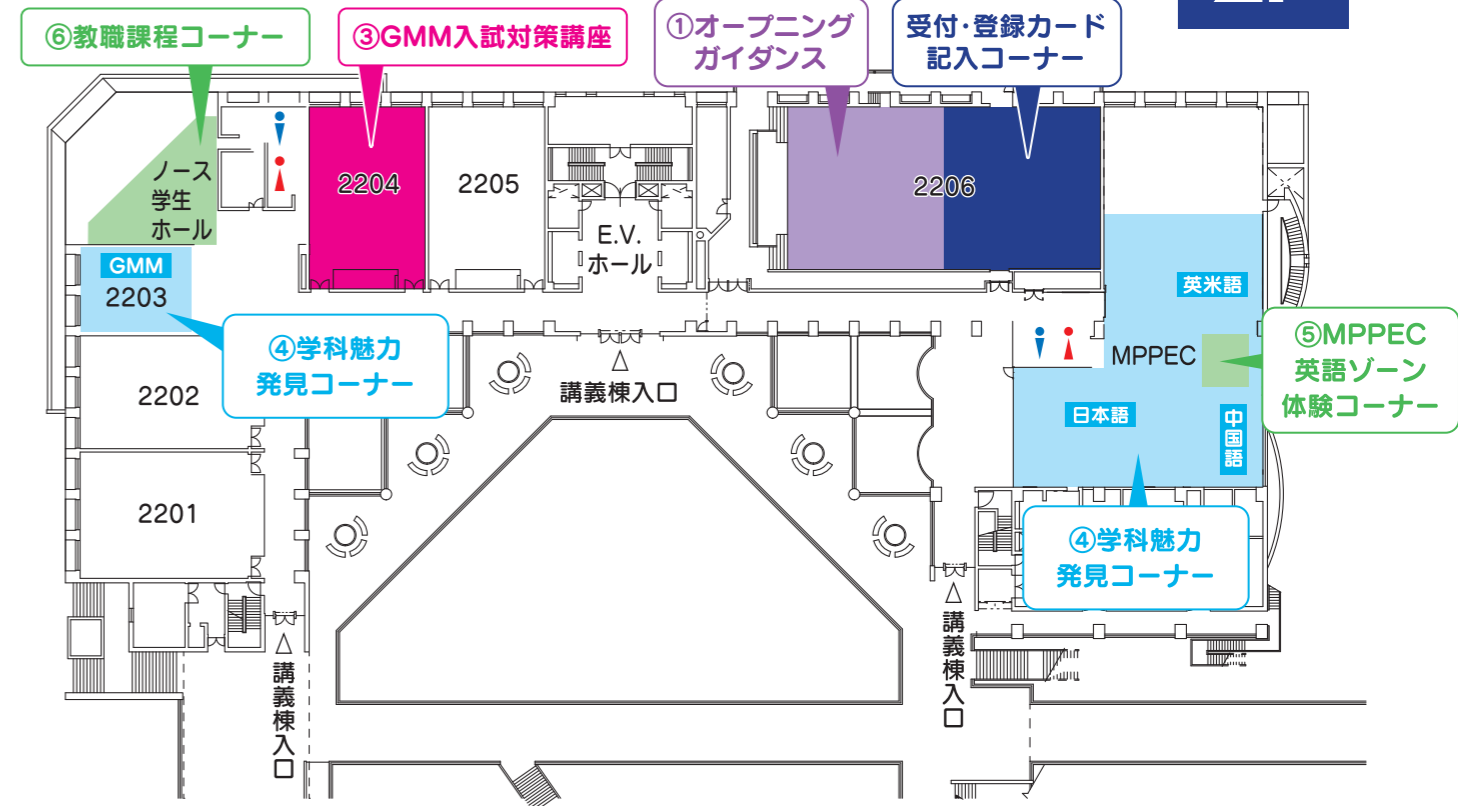 ⑥教職課程コーナー
③GMM入試対策講座
①オープニング
ガイダンス
受付・登録カード
記入コーナー
ノース
学生
ホール
2204
2205
E.V.
ホール
2206
GMM
2203
④学科魅力
発見コーナー
2202
2201
講義棟入口
英米語
MPPEC
⑤MPPEC
英語ゾーン
体験コーナー
日本語
中国語
④学科魅力
発見コーナー
講義棟入口
講義棟入口